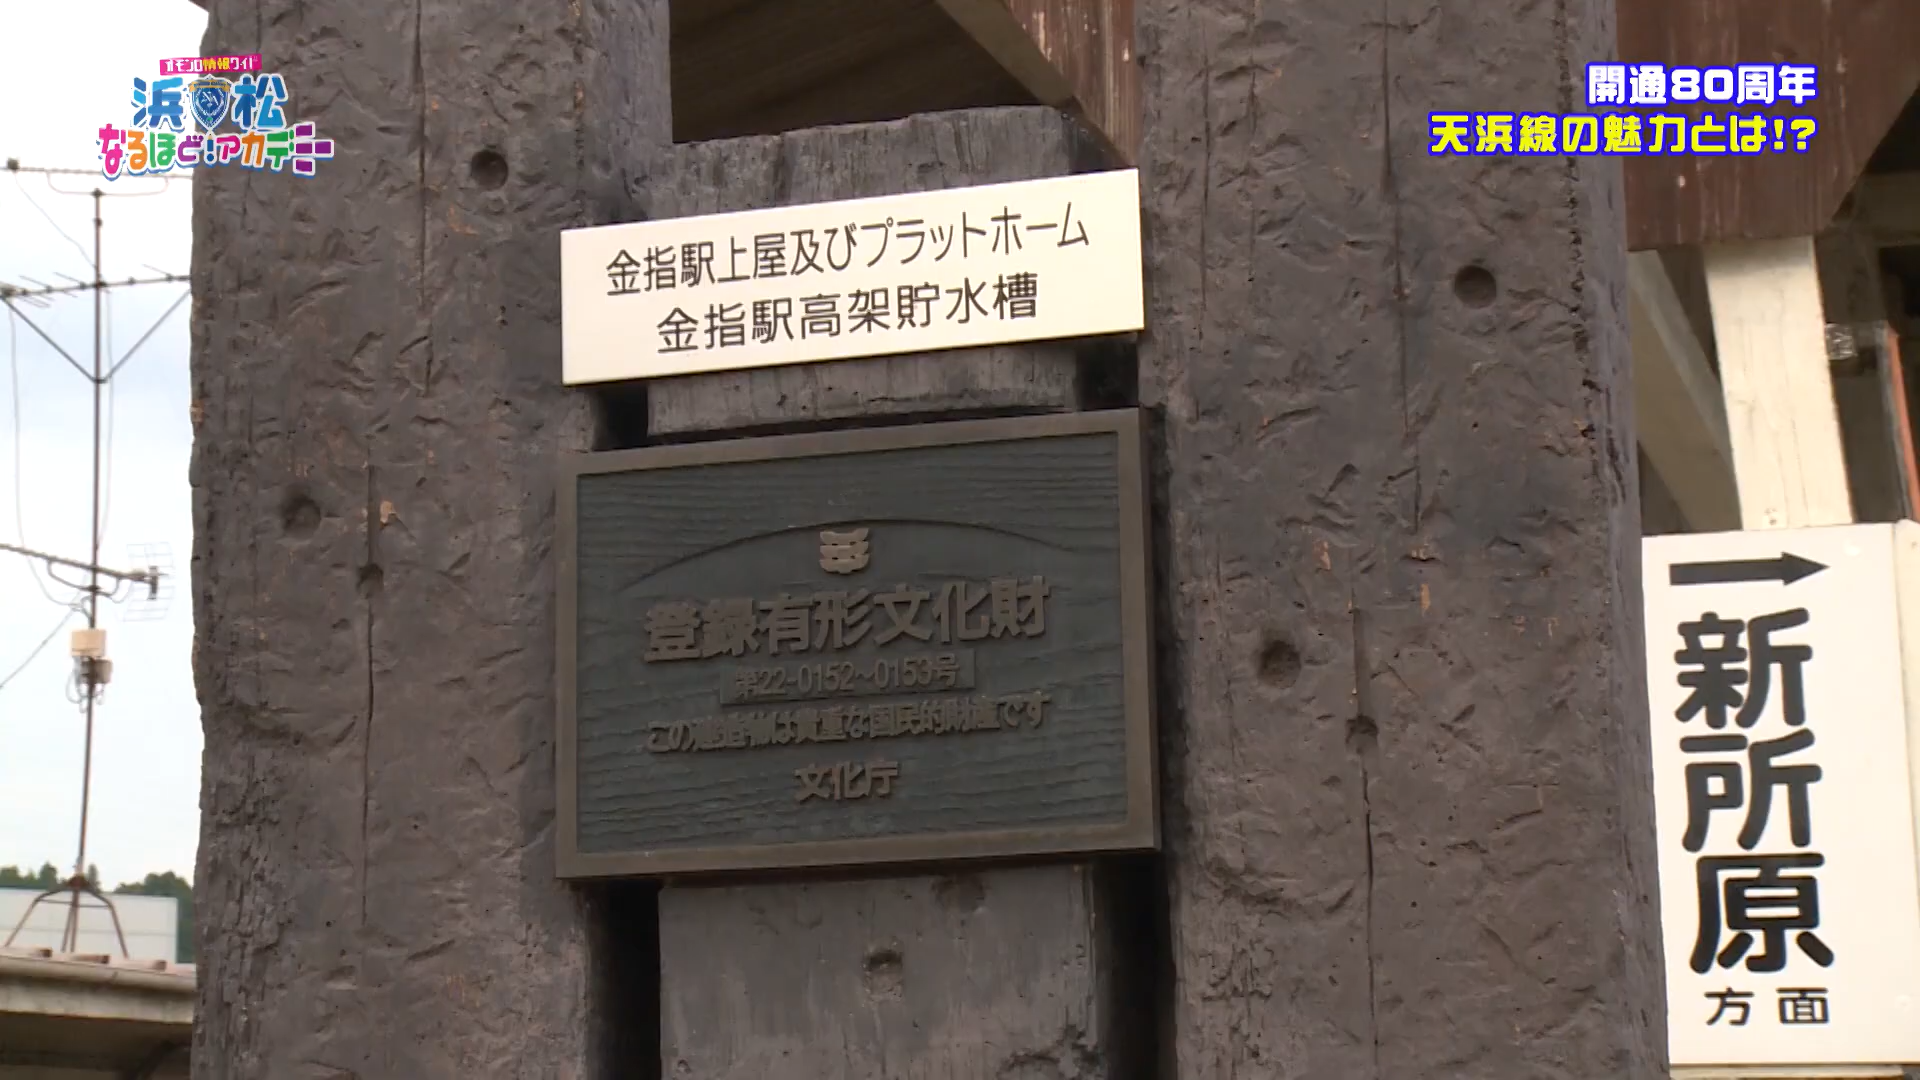 オモシロ情報ワイド
浜松
なるほど!アカデミー
開通80周年
天浜線の魅力とは!?
金指駅上屋及びプラットホーム
金指駅高架貯水槽
登録有形文化財
第22-0152~0153号
この建造物は貴重な国民的財産です
文化庁
新所原
方面